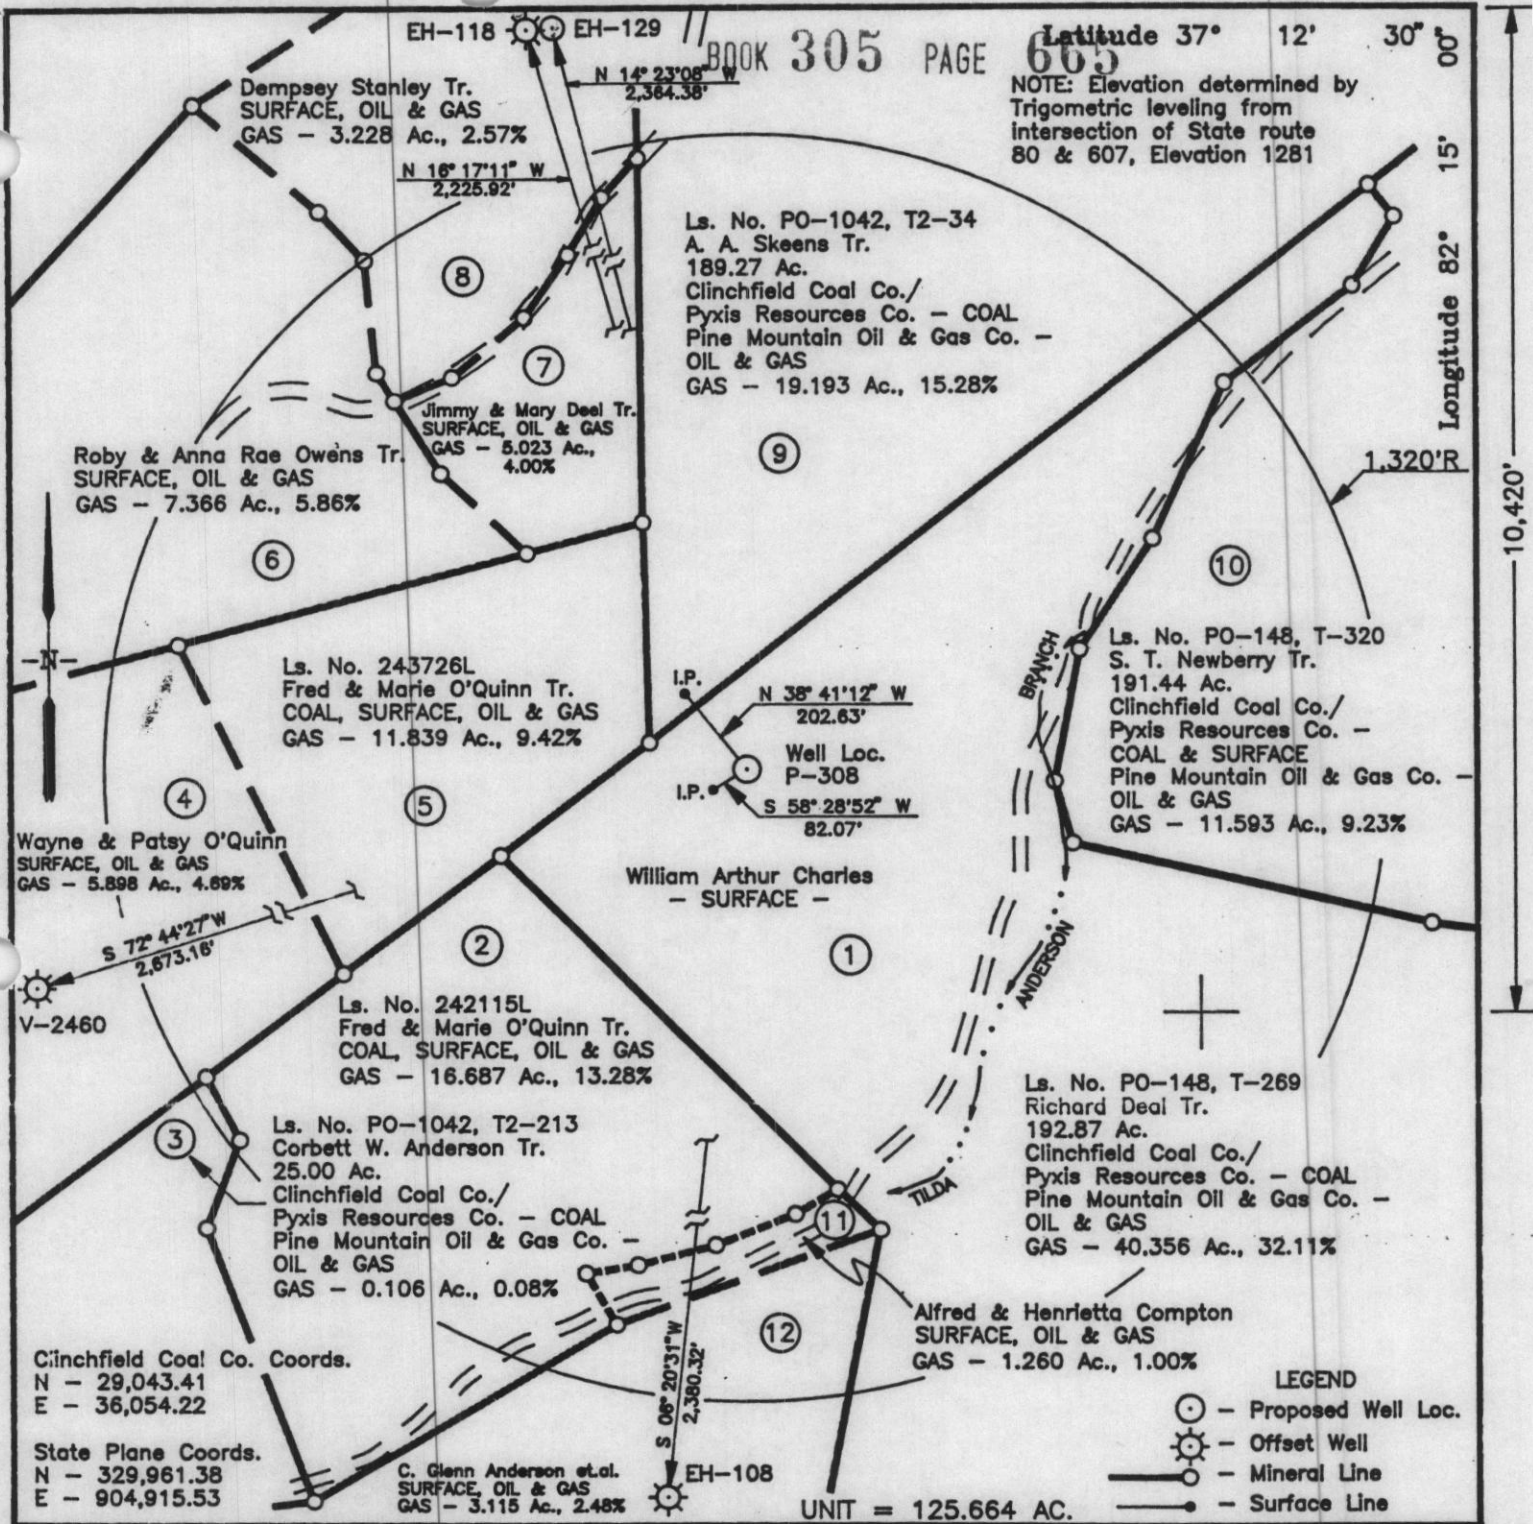 EH-118
EH-129
BOOK 305 PAGE 665
Latitude 37° 12' 30"
N 14° 23'08" W
2,364.38'
NOTE: Elevation determined by
Trigometric leveling from
intersection of State route
80 & 607, Elevation 1281
Longitude 82° 15' 00"
10,420'
Dempsey Stanley Tr.
SURFACE, OIL & GAS
GAS - 3.228 Ac., 2.57%
N 16° 17'11" W
2,225.92'
8
Ls. No. PO-1042, T2-34
A. A. Skeens Tr.
189.27 Ac.
Clinchfield Coal Co./
Pyxis Resources Co. - COAL
Pine Mountain Oil & Gas Co. -
OIL & GAS
GAS - 19.193 Ac., 15.28%
7
Jimmy & Mary Deel Tr.
SURFACE, OIL & GAS
GAS - 5.023 Ac.,
4.00%
9
1,320'R
Roby & Anna Rae Owens Tr.
SURFACE, OIL & GAS
GAS - 7.366 Ac., 5.86%
6
10
-N-
Ls. No. 243726L
Fred & Marie O'Quinn Tr.
COAL, SURFACE, OIL & GAS
GAS - 11.839 Ac., 9.42%
I.P.
N 38° 41'12" W
202.63'
Well Loc.
P-308
I.P.
S 58° 28'52" W
82.07'
BRANCH
Ls. No. PO-148, T-320
S. T. Newberry Tr.
191.44 Ac.
Clinchfield Coal Co./
Pyxis Resources Co. -
COAL & SURFACE
Pine Mountain Oil & Gas Co. -
OIL & GAS
GAS - 11.593 Ac., 9.23%
4
5
Wayne & Patsy O'Quinn
SURFACE, OIL & GAS
GAS - 5.898 Ac., 4.69%
William Arthur Charles
- SURFACE -
S 72° 44'27" W
2,673.16'
2
1
ANDERSON
V-2460
Ls. No. 242115L
Fred & Marie O'Quinn Tr.
COAL, SURFACE, OIL & GAS
GAS - 16.687 Ac., 13.28%
3
Ls. No. PO-1042, T2-213
Corbett W. Anderson Tr.
25.00 Ac.
Clinchfield Coal Co./
Pyxis Resources Co. - COAL
Pine Mountain Oil & Gas Co. -
OIL & GAS
GAS - 0.106 Ac., 0.08%
TILDA
Ls. No. PO-148, T-269
Richard Deal Tr.
192.87 Ac.
Clinchfield Coal Co./
Pyxis Resources Co. - COAL
Pine Mountain Oil & Gas Co. -
OIL & GAS
GAS - 40.356 Ac., 32.11%
11
12
Alfred & Henrietta Compton
SURFACE, OIL & GAS
GAS - 1.260 Ac., 1.00%
S 06° 20'31" W
2,380.32'
Clinchfield Coal Co. Coords.
N - 29,043.41
E - 36,054.22
State Plane Coords.
N - 329,961.38
E - 904,915.53
C. Glenn Anderson et.al.
SURFACE, OIL & GAS
GAS - 3.115 Ac., 2.48%
EH-108
UNIT = 125.664 AC.
LEGEND
- Proposed Well Loc.
- Offset Well
- Mineral Line
- Surface Line